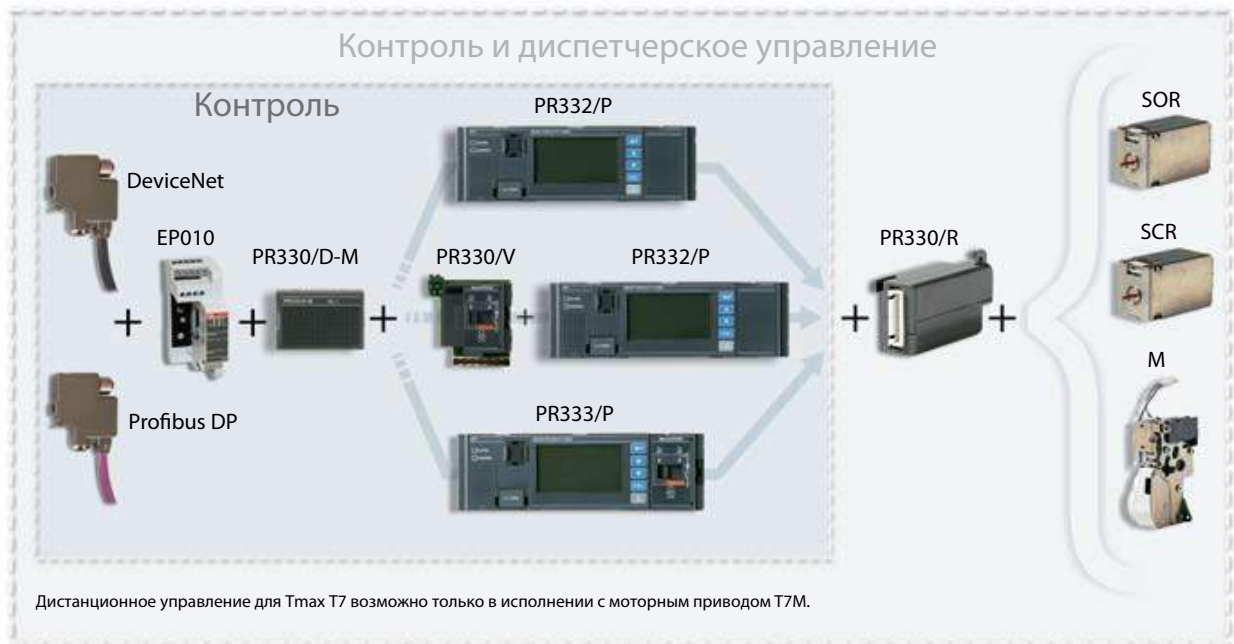 Контроль и диспетчерское управление
Контроль
DeviceNet
EP010
PR330/D-M
Profibus DP
PR332/P
PR330/V
PR332/P
PR333/P
PR330/R
SOR
SCR
M
Дистанционное управление для Tmax T7 возможно только в исполнении с моторным приводом T7M.